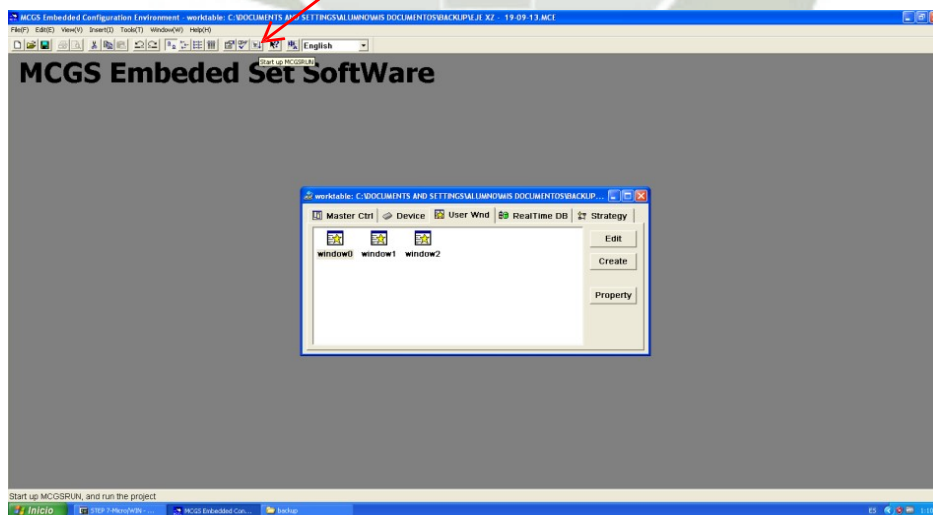 MCGS Embedded Configuration Environment - worktable: C:\DOCUMENTS AND SETTINGS\ALUMNO\MIS DOCUMENTOS\BACKUP\EJE XZ - 19-09-13.MCE
File(F) Edit(E) View(V) Insert(I) Tools(T) Window(W) Help(H)
English
Start up MCGSRUN
MCGS Embeded Set SoftWare
worktable: C:\DOCUMENTS AND SETTINGS\ALUMNO\MIS DOCUMENTOS\BACKUP...
Master Ctrl Device User Wnd RealTime DB Strategy
window0 window1 window2
Edit
Create
Property
Start up MCGSRUN, and run the project
Inicio STEP 7-Micro/WIN - ... MCGS Embedded Con... backup ES